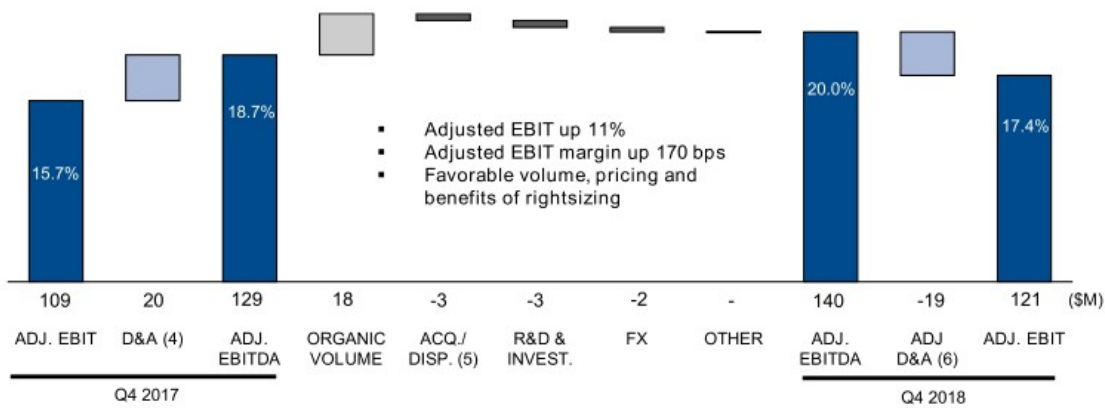 20.0%
18.7%
17.4%
15.7%
▪ Adjusted EBIT up 11%
▪ Adjusted EBIT margin up 170 bps
▪ Favorable volume, pricing and
benefits of rightsizing
109 20 129 18 -3 -3 -2 - 140 -19 121 ($M)
ADJ. EBIT D&A (4) ADJ. ORGANIC ACQ./ R&D & FX OTHER ADJ. ADJ ADJ. EBIT
EBITDA VOLUME DISP. (5) INVEST. EBITDA D&A (6)
Q4 2017 Q4 2018